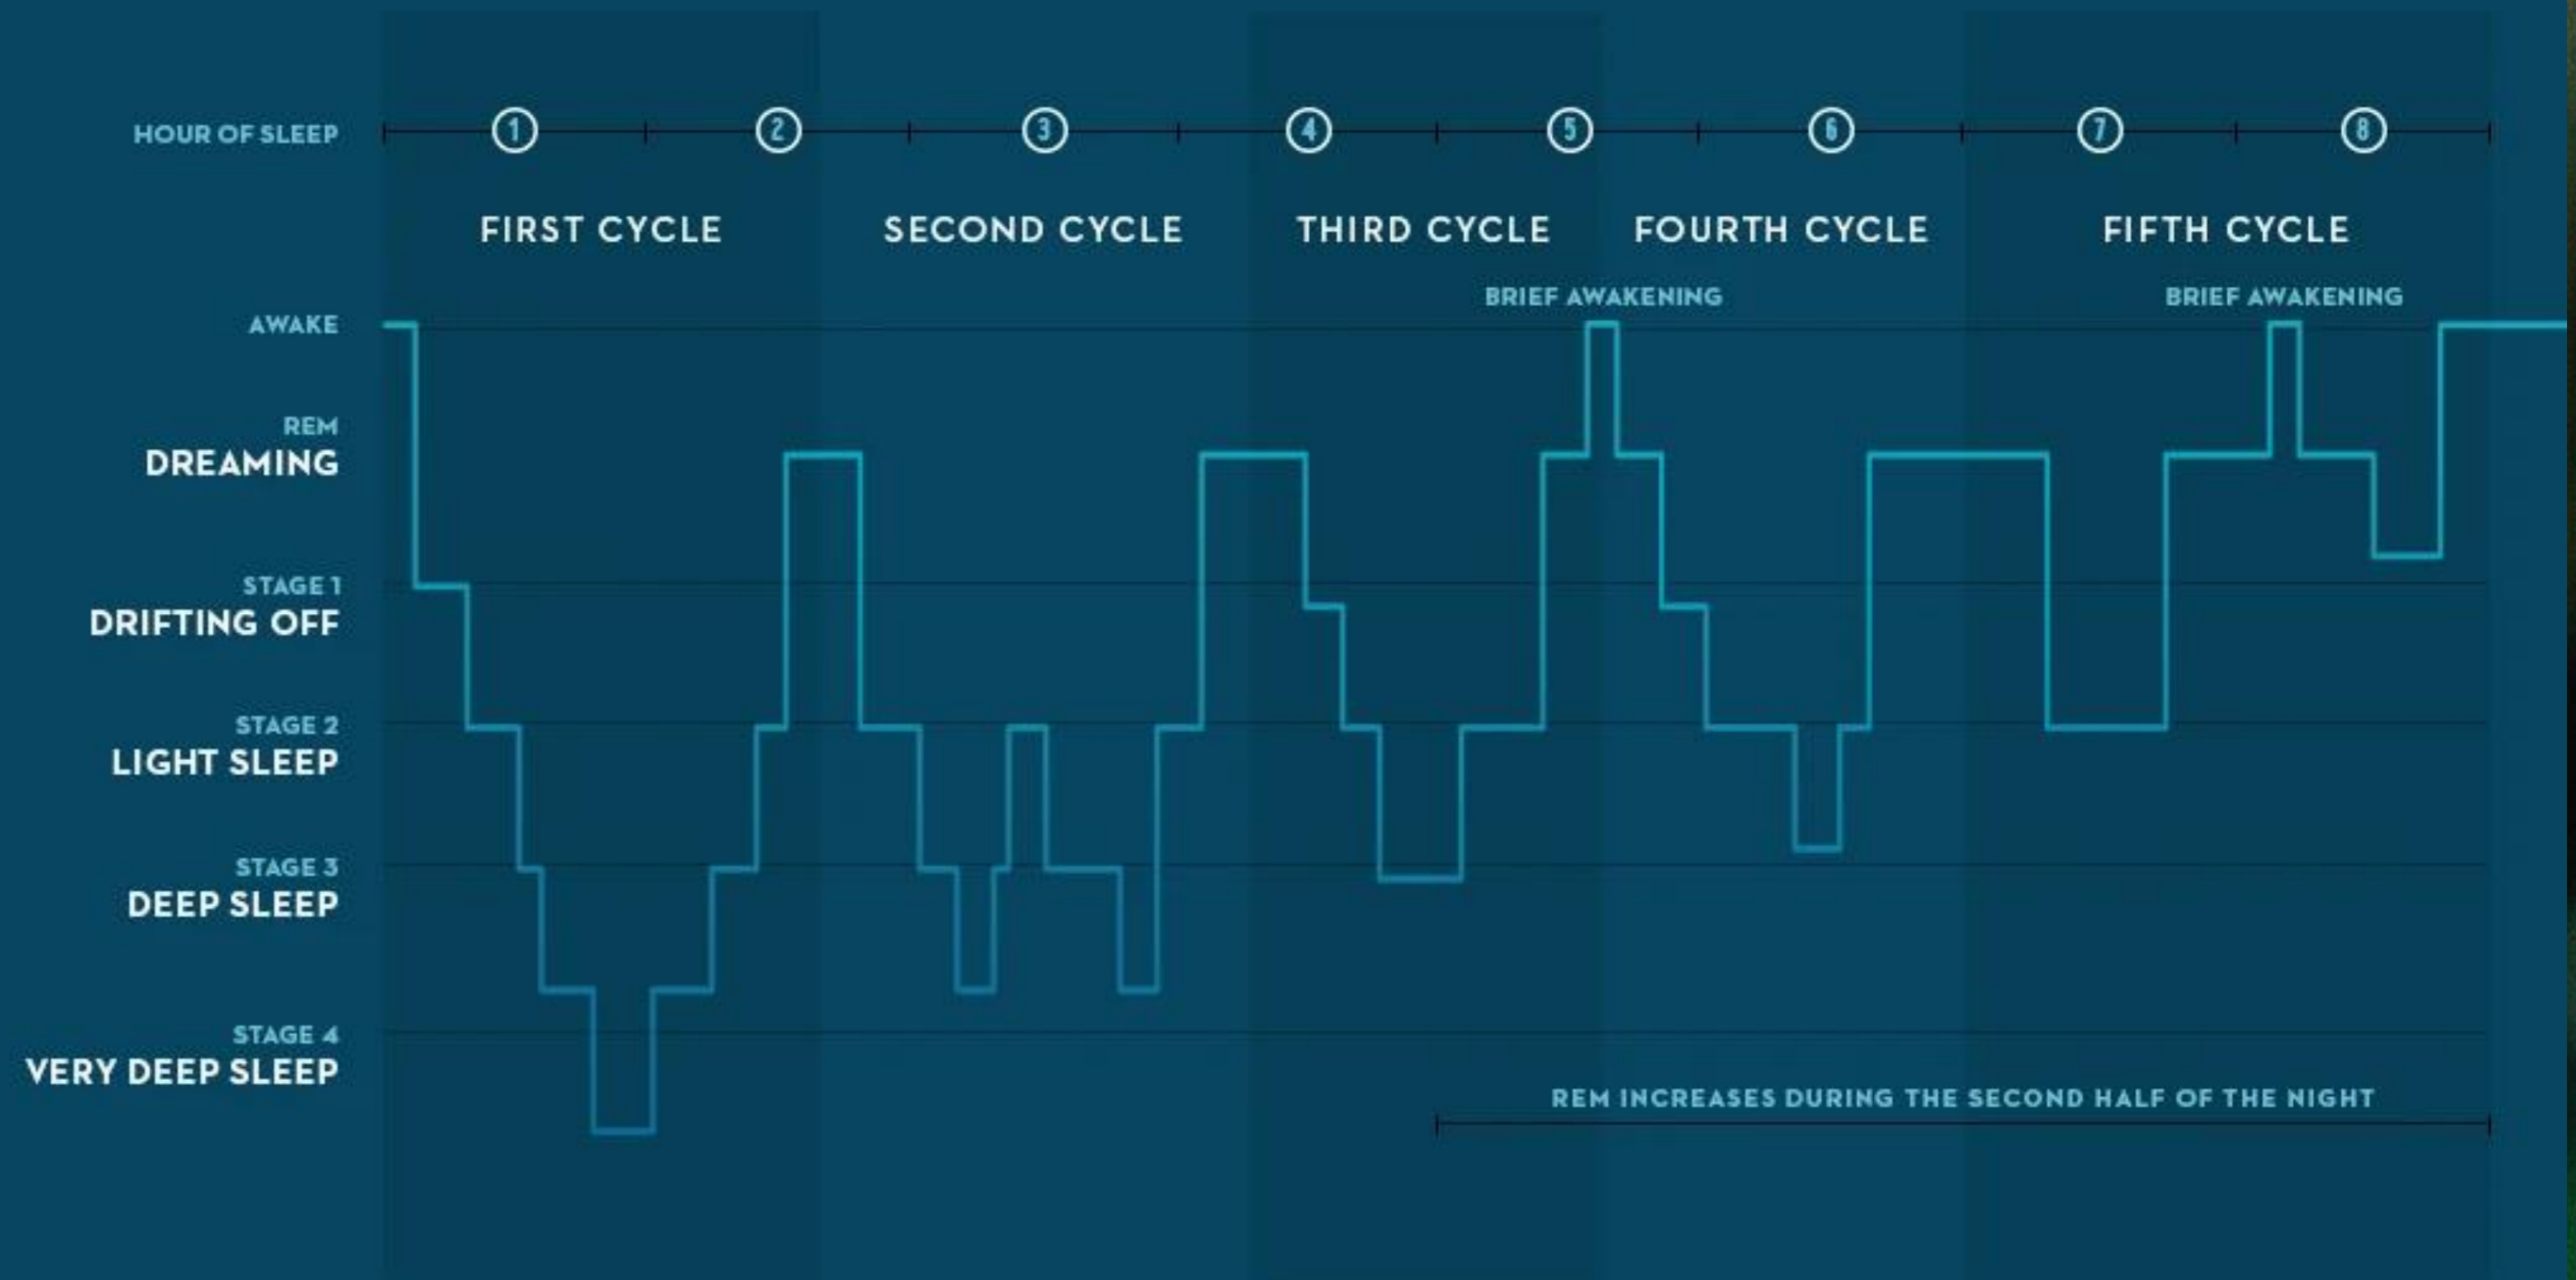 HOUR OF SLEEP 1 2 3 4 5 6 7 8
FIRST CYCLE SECOND CYCLE THIRD CYCLE FOURTH CYCLE FIFTH CYCLE
BRIEF AWAKENING BRIEF AWAKENING
AWAKE
REM
DREAMING
STAGE 1
DRIFTING OFF
STAGE 2
LIGHT SLEEP
STAGE 3
DEEP SLEEP
STAGE 4
VERY DEEP SLEEP
REM INCREASES DURING THE SECOND HALF OF THE NIGHT